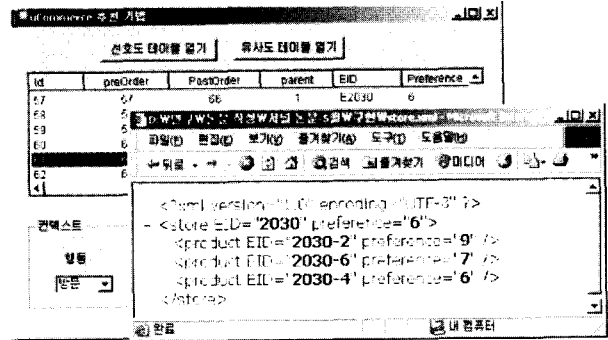 uCommerce 추천 기법
선호도 테이블 열기 유사도 테이블 열기
Id preOrder PostOrder parent EID Preference
57 67 66 1 E2030 6
58
59
60
62
컨텍스트
행동
방문
파일(F) 편집(E) 보기(V) 즐겨찾기(A) 도구(T) 도움말(H)
뒤로 검색 즐겨찾기 미디어
<?xml version="1.0" encoding="UTF-8" ?>
- <store EID="2030" preference="6">
<product EID="2030-2" preference="9" />
<product EID="2030-6" preference="7" />
<product EID="2030-4" preference="6" />
</store>
완료 내 컴퓨터